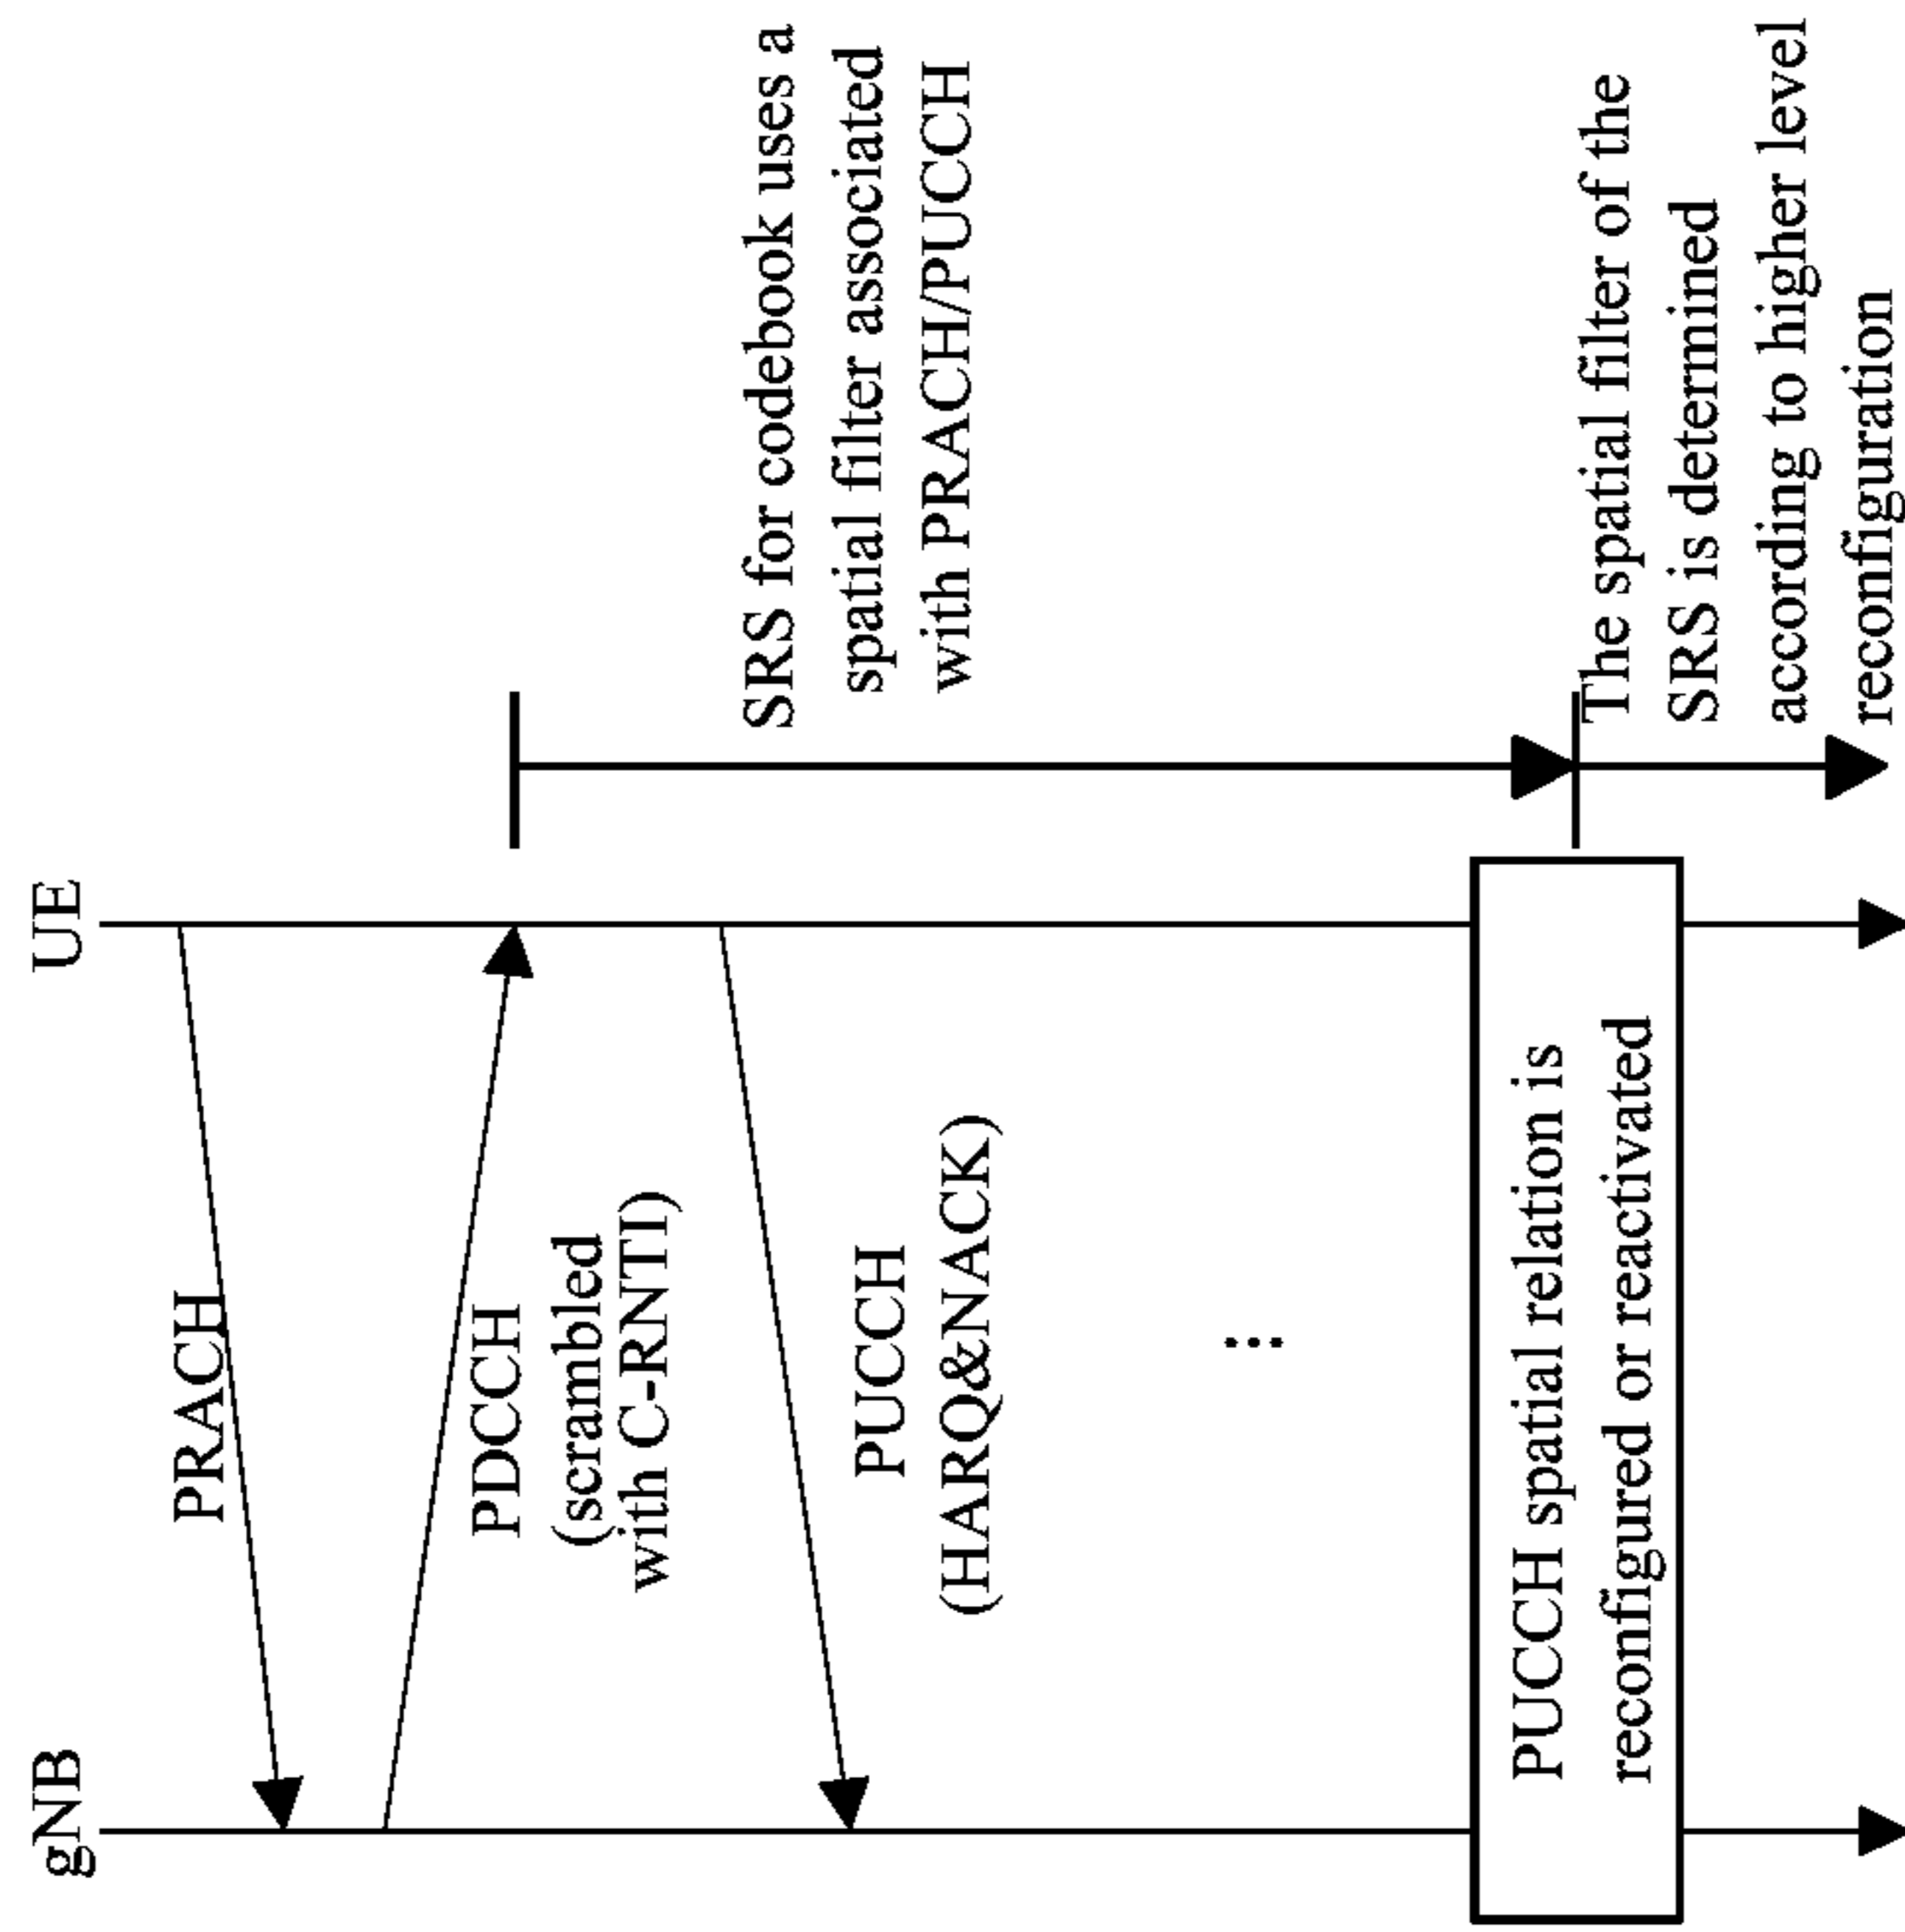 gNB
UE
PRACH
PDCCH
(scrambled
with C-RNTI)
PUCCH
(HARQ&NACK)
...
PUCCH spatial relation is
reconfigured or reactivated
SRS for codebook uses a
spatial filter associated
with PRACH/PUCCH
The spatial filter of the
SRS is determined
according to higher level
reconfiguration